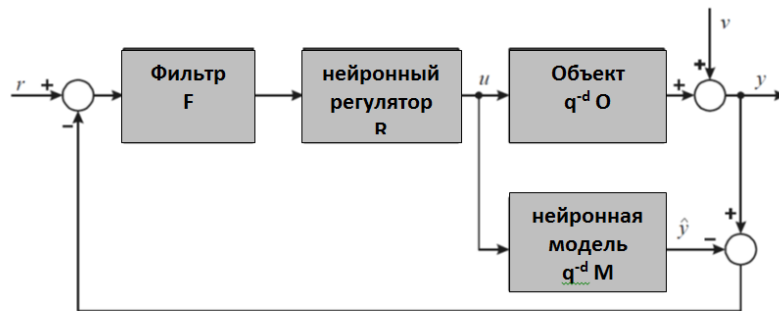 v
Фильтр
F
нейронный
регулятор
R
Объект
q⁻ᵈ O
r
+
−
u
+
+
y
нейронная
модель
q⁻ᵈ M
ŷ
−
+